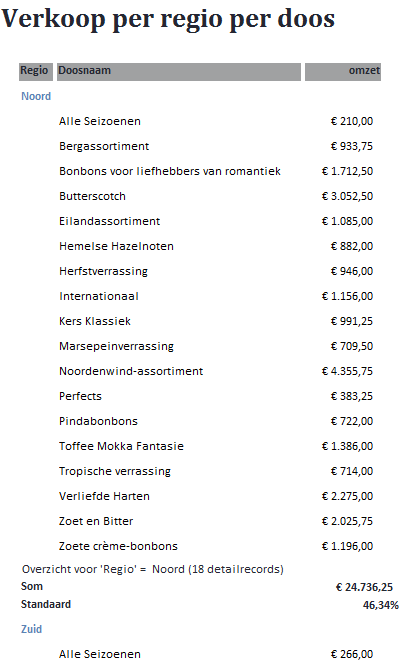 Verkoop per regio per doos
Regio Doosnaam omzet
Noord
Alle Seizoenen € 210,00
Bergassortiment € 933,75
Bonbons voor liefhebbers van romantiek € 1.712,50
Butterscotch € 3.052,50
Eilandassortiment € 1.085,00
Hemelse Hazelnoten € 882,00
Herfstverrassing € 946,00
Internationaal € 1.156,00
Kers Klassiek € 991,25
Marsepeinverrassing € 709,50
Noordenwind-assortiment € 4.355,75
Perfects € 383,25
Pindabonbons € 722,00
Toffee Mokka Fantasie € 1.386,00
Tropische verrassing € 714,00
Verliefde Harten € 2.275,00
Zoet en Bitter € 2.025,75
Zoete crème-bonbons € 1.196,00
Overzicht voor 'Regio' = Noord (18 detailrecords)
Som € 24.736,25
Standaard 46,34%
Zuid
Alle Seizoenen € 266,00